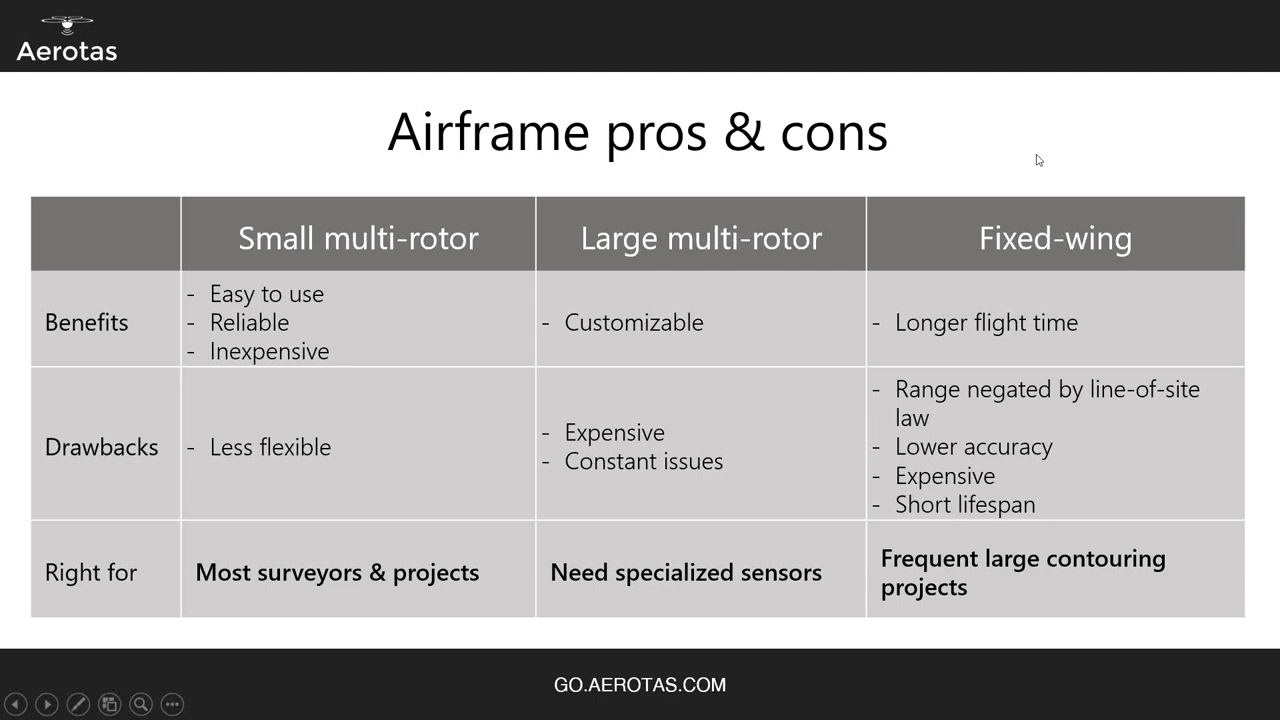 Aerotas
Airframe pros & cons
Small multi-rotor
Large multi-rotor
Fixed-wing
Benefits
- Easy to use
- Reliable
- Inexpensive
- Customizable
- Longer flight time
Drawbacks
- Less flexible
- Expensive
- Constant issues
- Range negated by line-of-site
law
- Lower accuracy
- Expensive
- Short lifespan
Right for
Most surveyors & projects
Need specialized sensors
Frequent large contouring
projects
GO.AEROTAS.COM